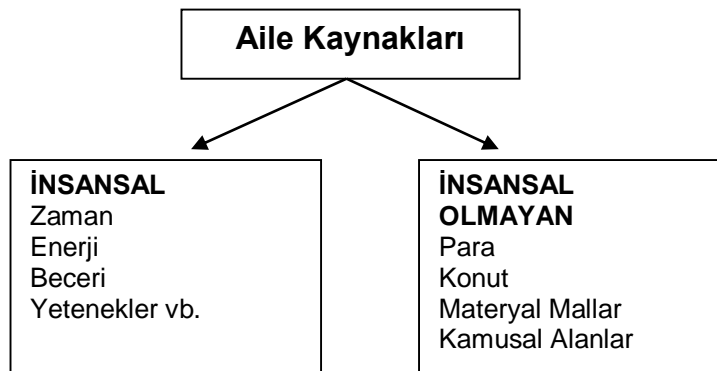 Aile Kaynakları
İNSANSAL
Zaman
Enerji
Beceri
Yetenekler vb.
İNSANSAL
OLMAYAN
Para
Konut
Materyal Mallar
Kamusal Alanlar